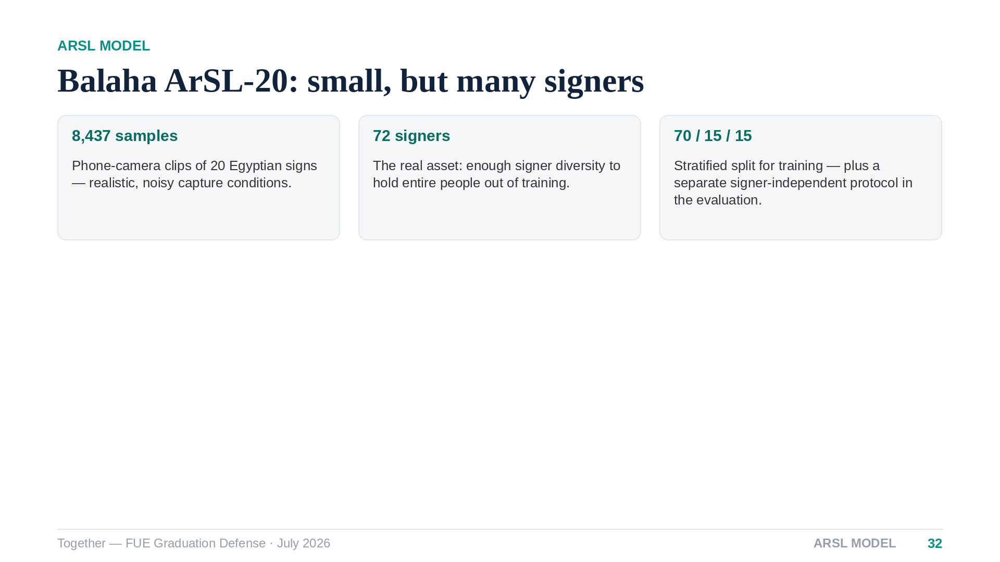 ARSL MODEL
Balaha ArSL-20: small, but many signers
8,437 samples
Phone-camera clips of 20 Egyptian signs
— realistic, noisy capture conditions.
72 signers
The real asset: enough signer diversity to
hold entire people out of training.
70 / 15 / 15
Stratified split for training — plus a
separate signer-independent protocol in
the evaluation.
Together — FUE Graduation Defense · July 2026
ARSL MODEL
32